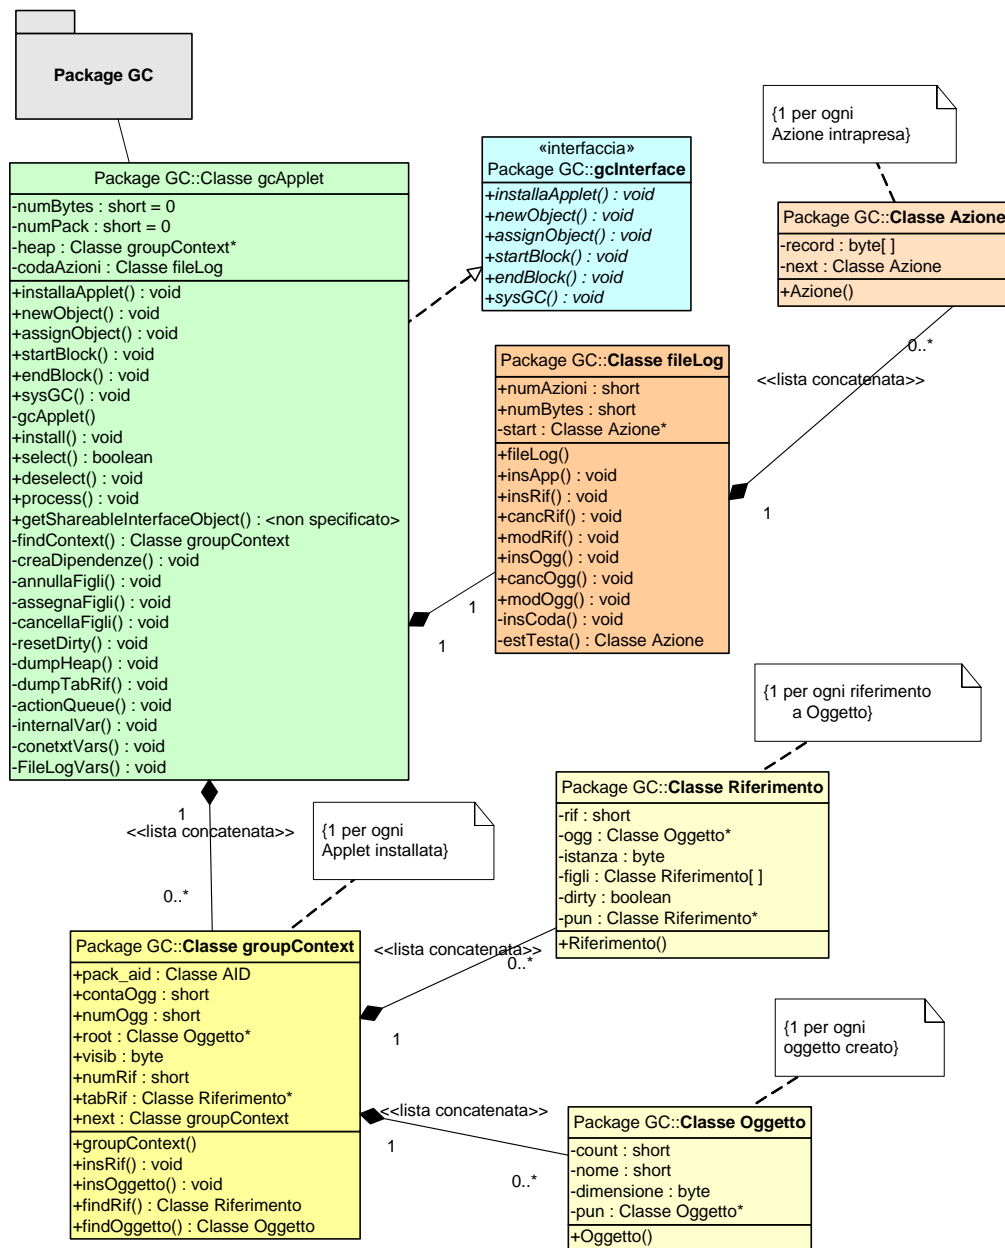 Package GC
{1 per ogni
Azione intrapresa}
«interfaccia»
Package GC::gcInterface
+installaApplet() : void
+newObject() : void
+assignObject() : void
+startBlock() : void
+endBlock() : void
+sysGC() : void
Package GC::Classe gcApplet
-numBytes : short = 0
-numPack : short = 0
-heap : Classe groupContext*
-codaAzioni : Classe fileLog
+installaApplet() : void
+newObject() : void
+assignObject() : void
+startBlock() : void
+endBlock() : void
+sysGC() : void
-gcApplet()
+install() : void
+select() : boolean
+deselect() : void
+process() : void
+getShareableInterfaceObject() : <non specificato>
-findContext() : Classe groupContext
-creaDipendenze() : void
-annullaFigli() : void
-assegnaFigli() : void
-cancellaFigli() : void
-resetDirty() : void
-dumpHeap() : void
-dumpTabRif() : void
-actionQueue() : void
-internalVar() : void
-conetxtVars() : void
-FileLogVars() : void
Package GC::Classe Azione
-record : byte[ ]
-next : Classe Azione
+Azione()
0..*
<<lista concatenata>>
1
Package GC::Classe fileLog
+numAzioni : short
+numBytes : short
-start : Classe Azione*
+fileLog()
+insApp() : void
+insRif() : void
+cancRif() : void
+modRif() : void
+insOgg() : void
+cancOgg() : void
+modOgg() : void
-insCoda() : void
-estTesta() : Classe Azione
1
1
{1 per ogni riferimento
a Oggetto}
Package GC::Classe Riferimento
-rif : short
-ogg : Classe Oggetto*
-istanza : byte
-figli : Classe Riferimento[ ]
-dirty : boolean
-pun : Classe Riferimento*
+Riferimento()
1
<<lista concatenata>>
0..*
{1 per ogni
Applet installata}
Package GC::Classe groupContext
+pack_aid : Classe AID
+contaOgg : short
+numOgg : short
+root : Classe Oggetto*
+visib : byte
+numRif : short
+tabRif : Classe Riferimento*
+next : Classe groupContext
+groupContext()
+insRif() : void
+insOggetto() : void
+findRif() : Classe Riferimento
+findOggetto() : Classe Oggetto
<<lista concatenata>>
0..*
1
{1 per ogni
oggetto creato}
<<lista concatenata>>
1
0..*
Package GC::Classe Oggetto
-count : short
-nome : short
-dimensione : byte
-pun : Classe Oggetto*
+Oggetto()